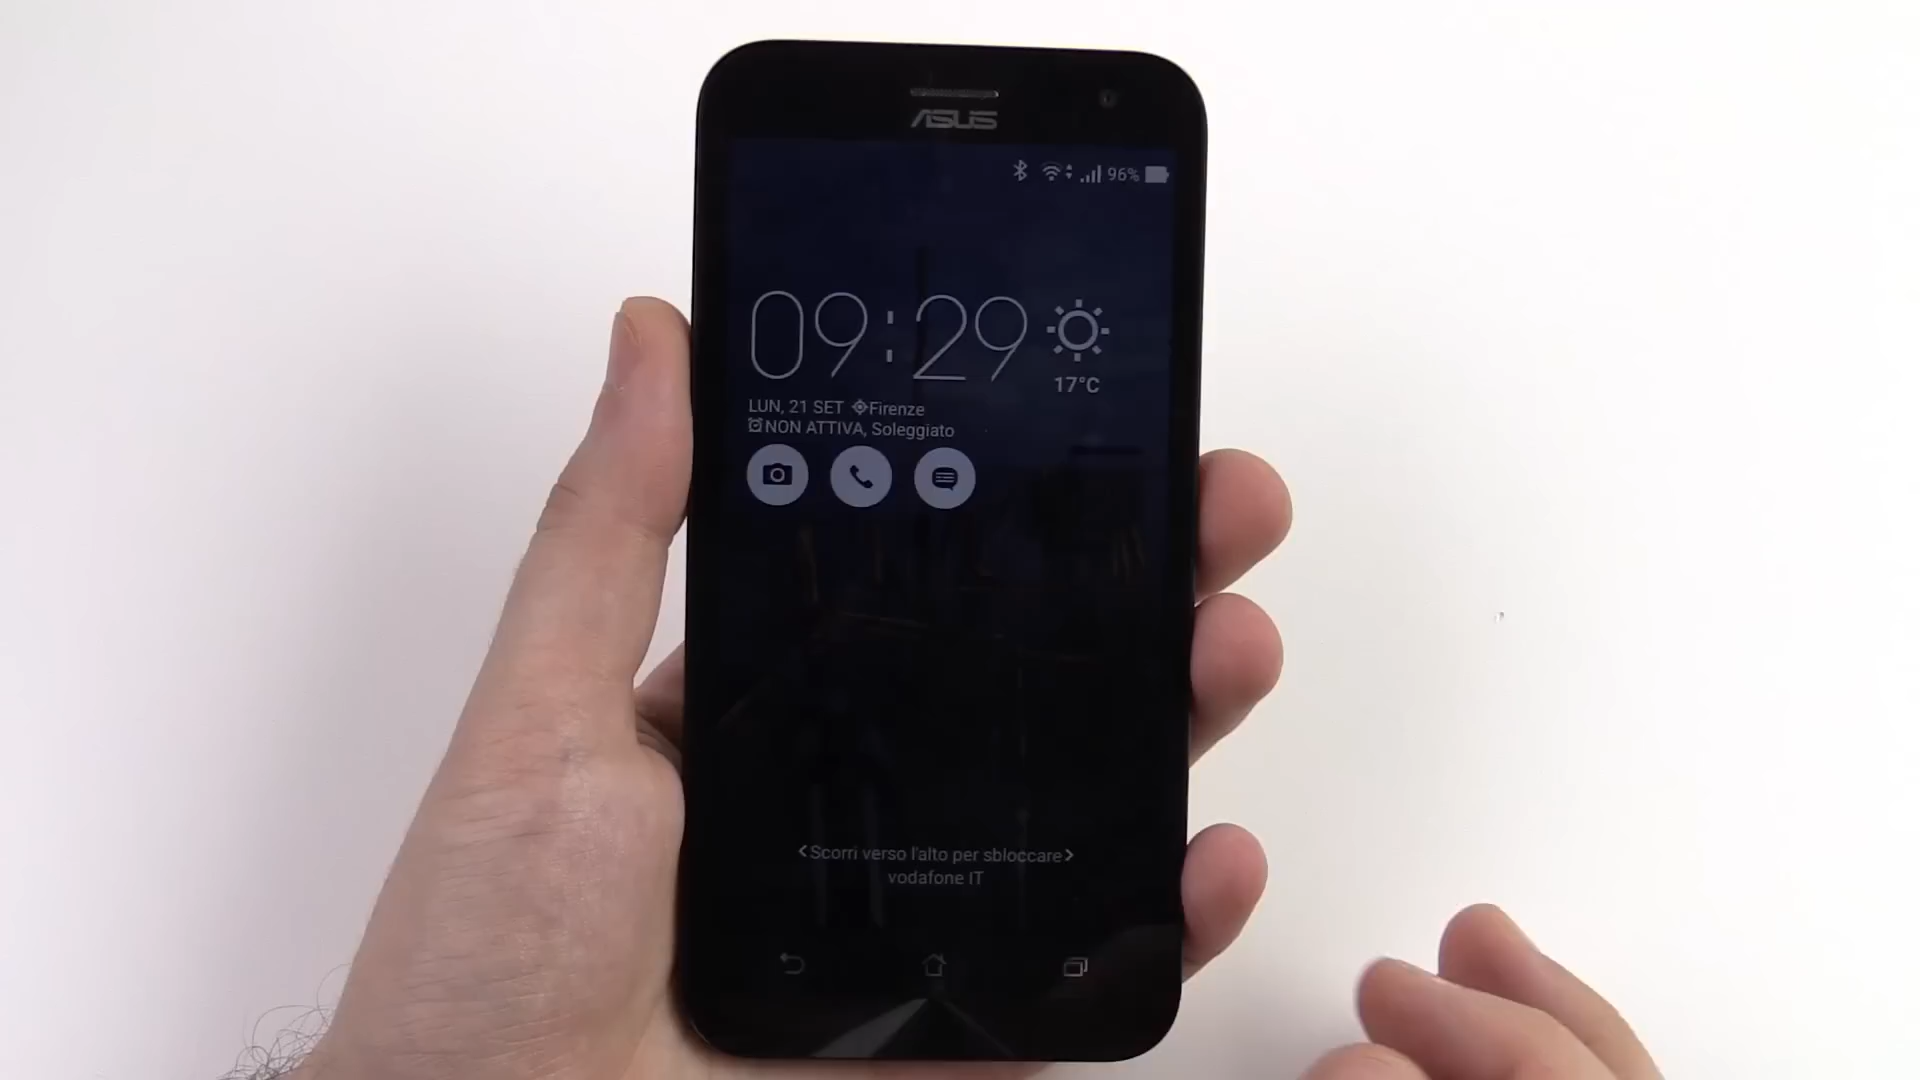 ASUS
96%
09:29
17°C
LUN, 21 SET Firenze
NON ATTIVA, Soleggiato
<Scorri verso l'alto per sbloccare>
vodafone IT